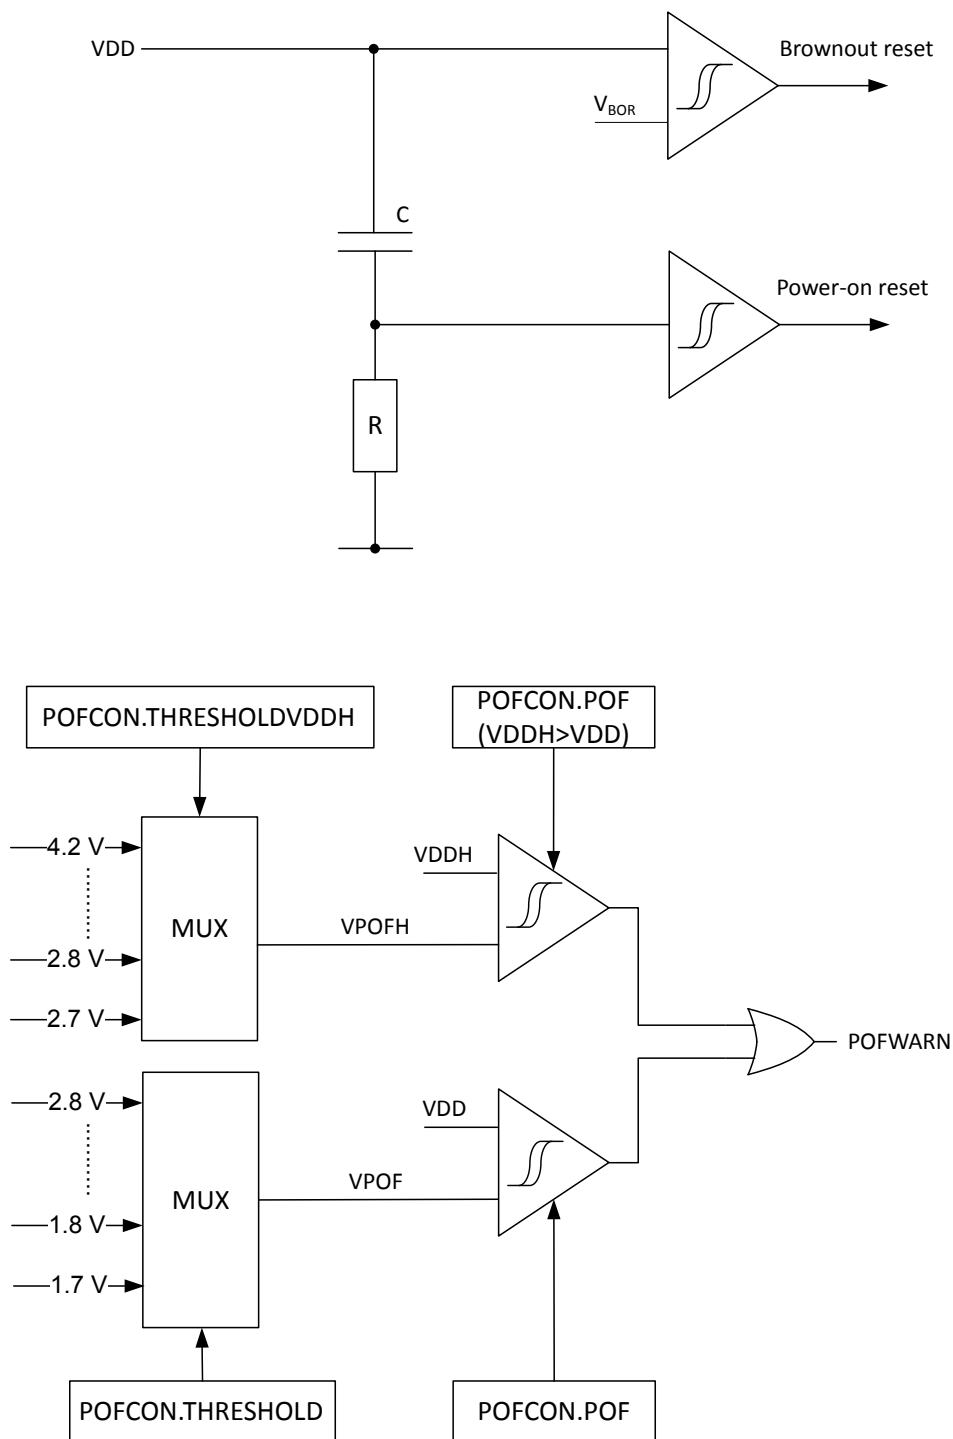 VDD
Brownout reset
VBOR
C
Power-on reset
R
POFCON.THRESHOLDVDDH
POFCON.POF
(VDDH>VDD)
4.2 V
VDDH
MUX
VPOFH
2.8 V
2.7 V
POFWARN
2.8 V
VDD
MUX
VPOF
1.8 V
1.7 V
POFCON.THRESHOLD
POFCON.POF